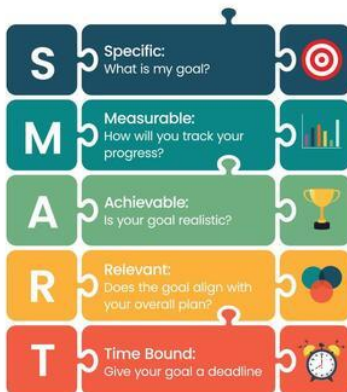 S
Specific:
What is my goal?
M
Measurable:
How will you track your
progress?
A
Achievable:
Is your goal realistic?
R
Relevant:
Does the goal align with
your overall plan?
T
Time Bound:
Give your goal a deadline